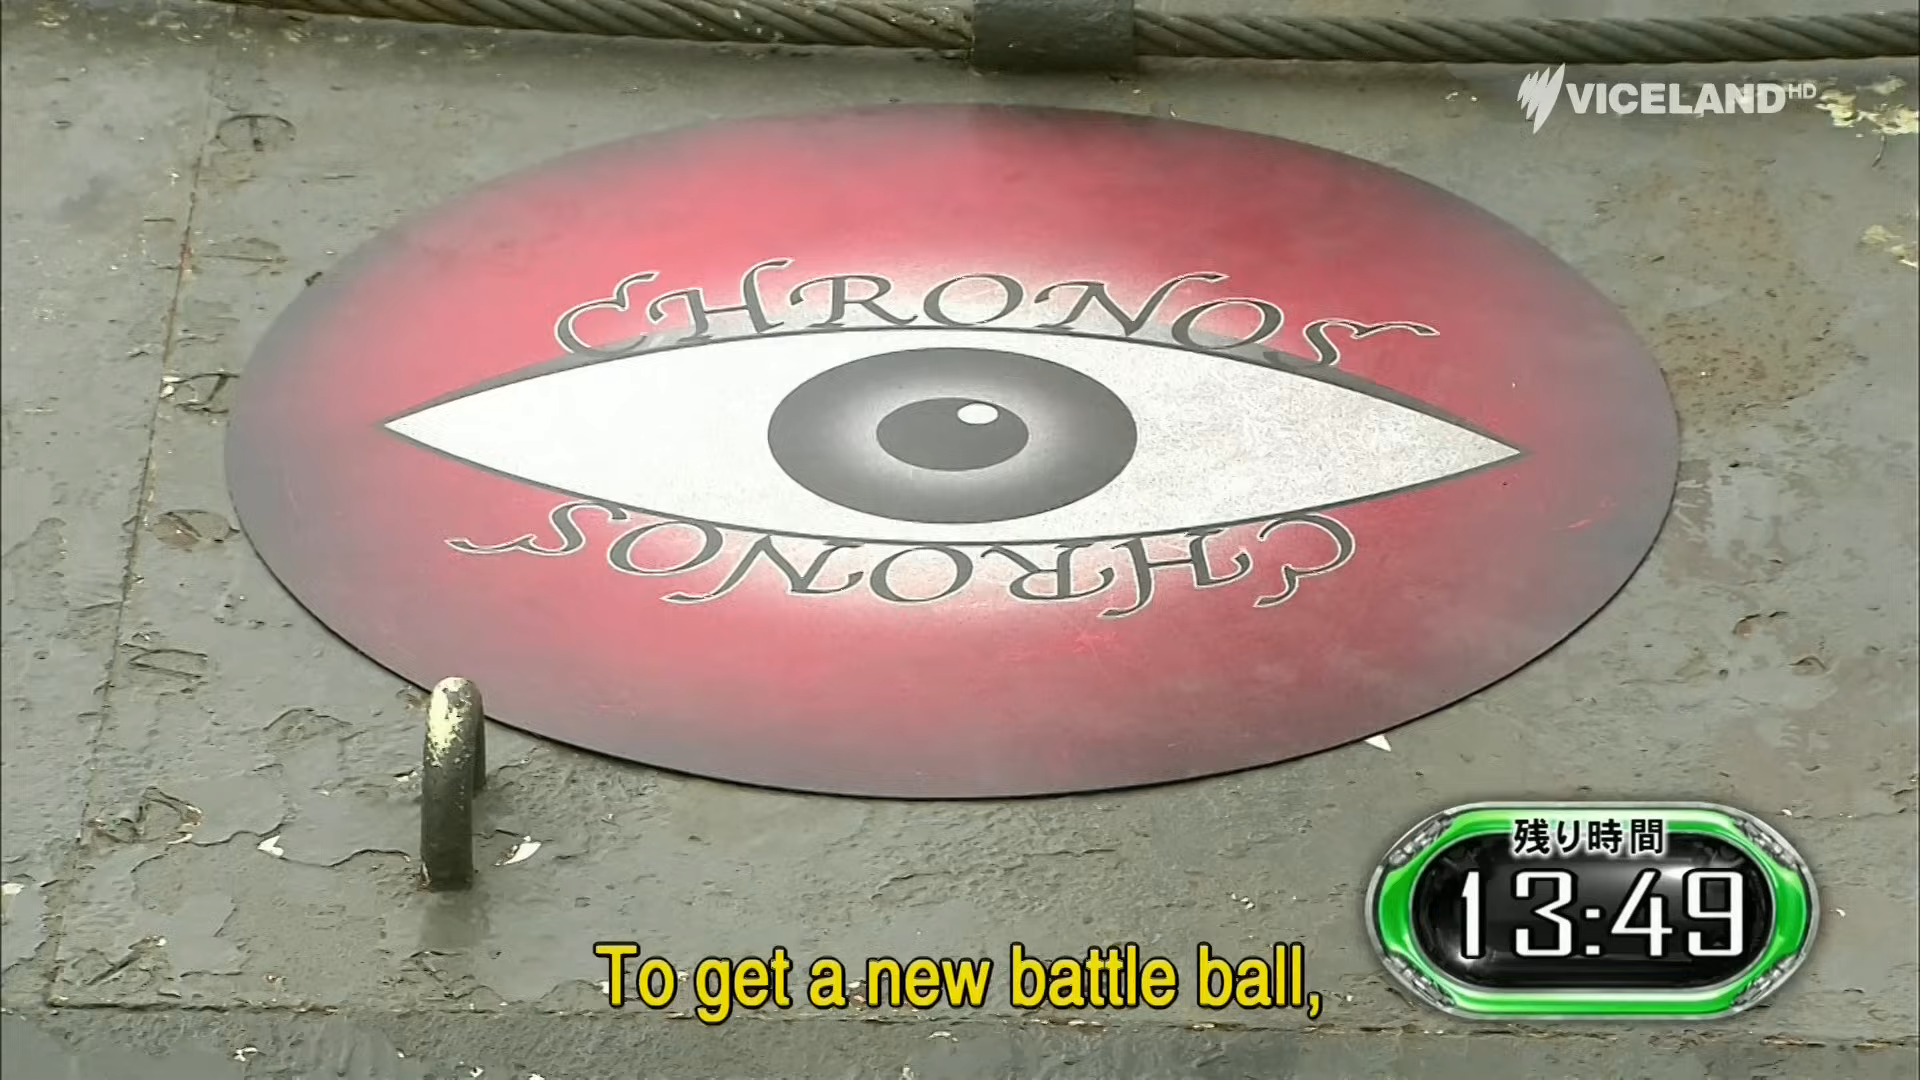 VICELAND HD
CHRONOS
CHRONOS
残り時間
13:49
To get a new battle ball,